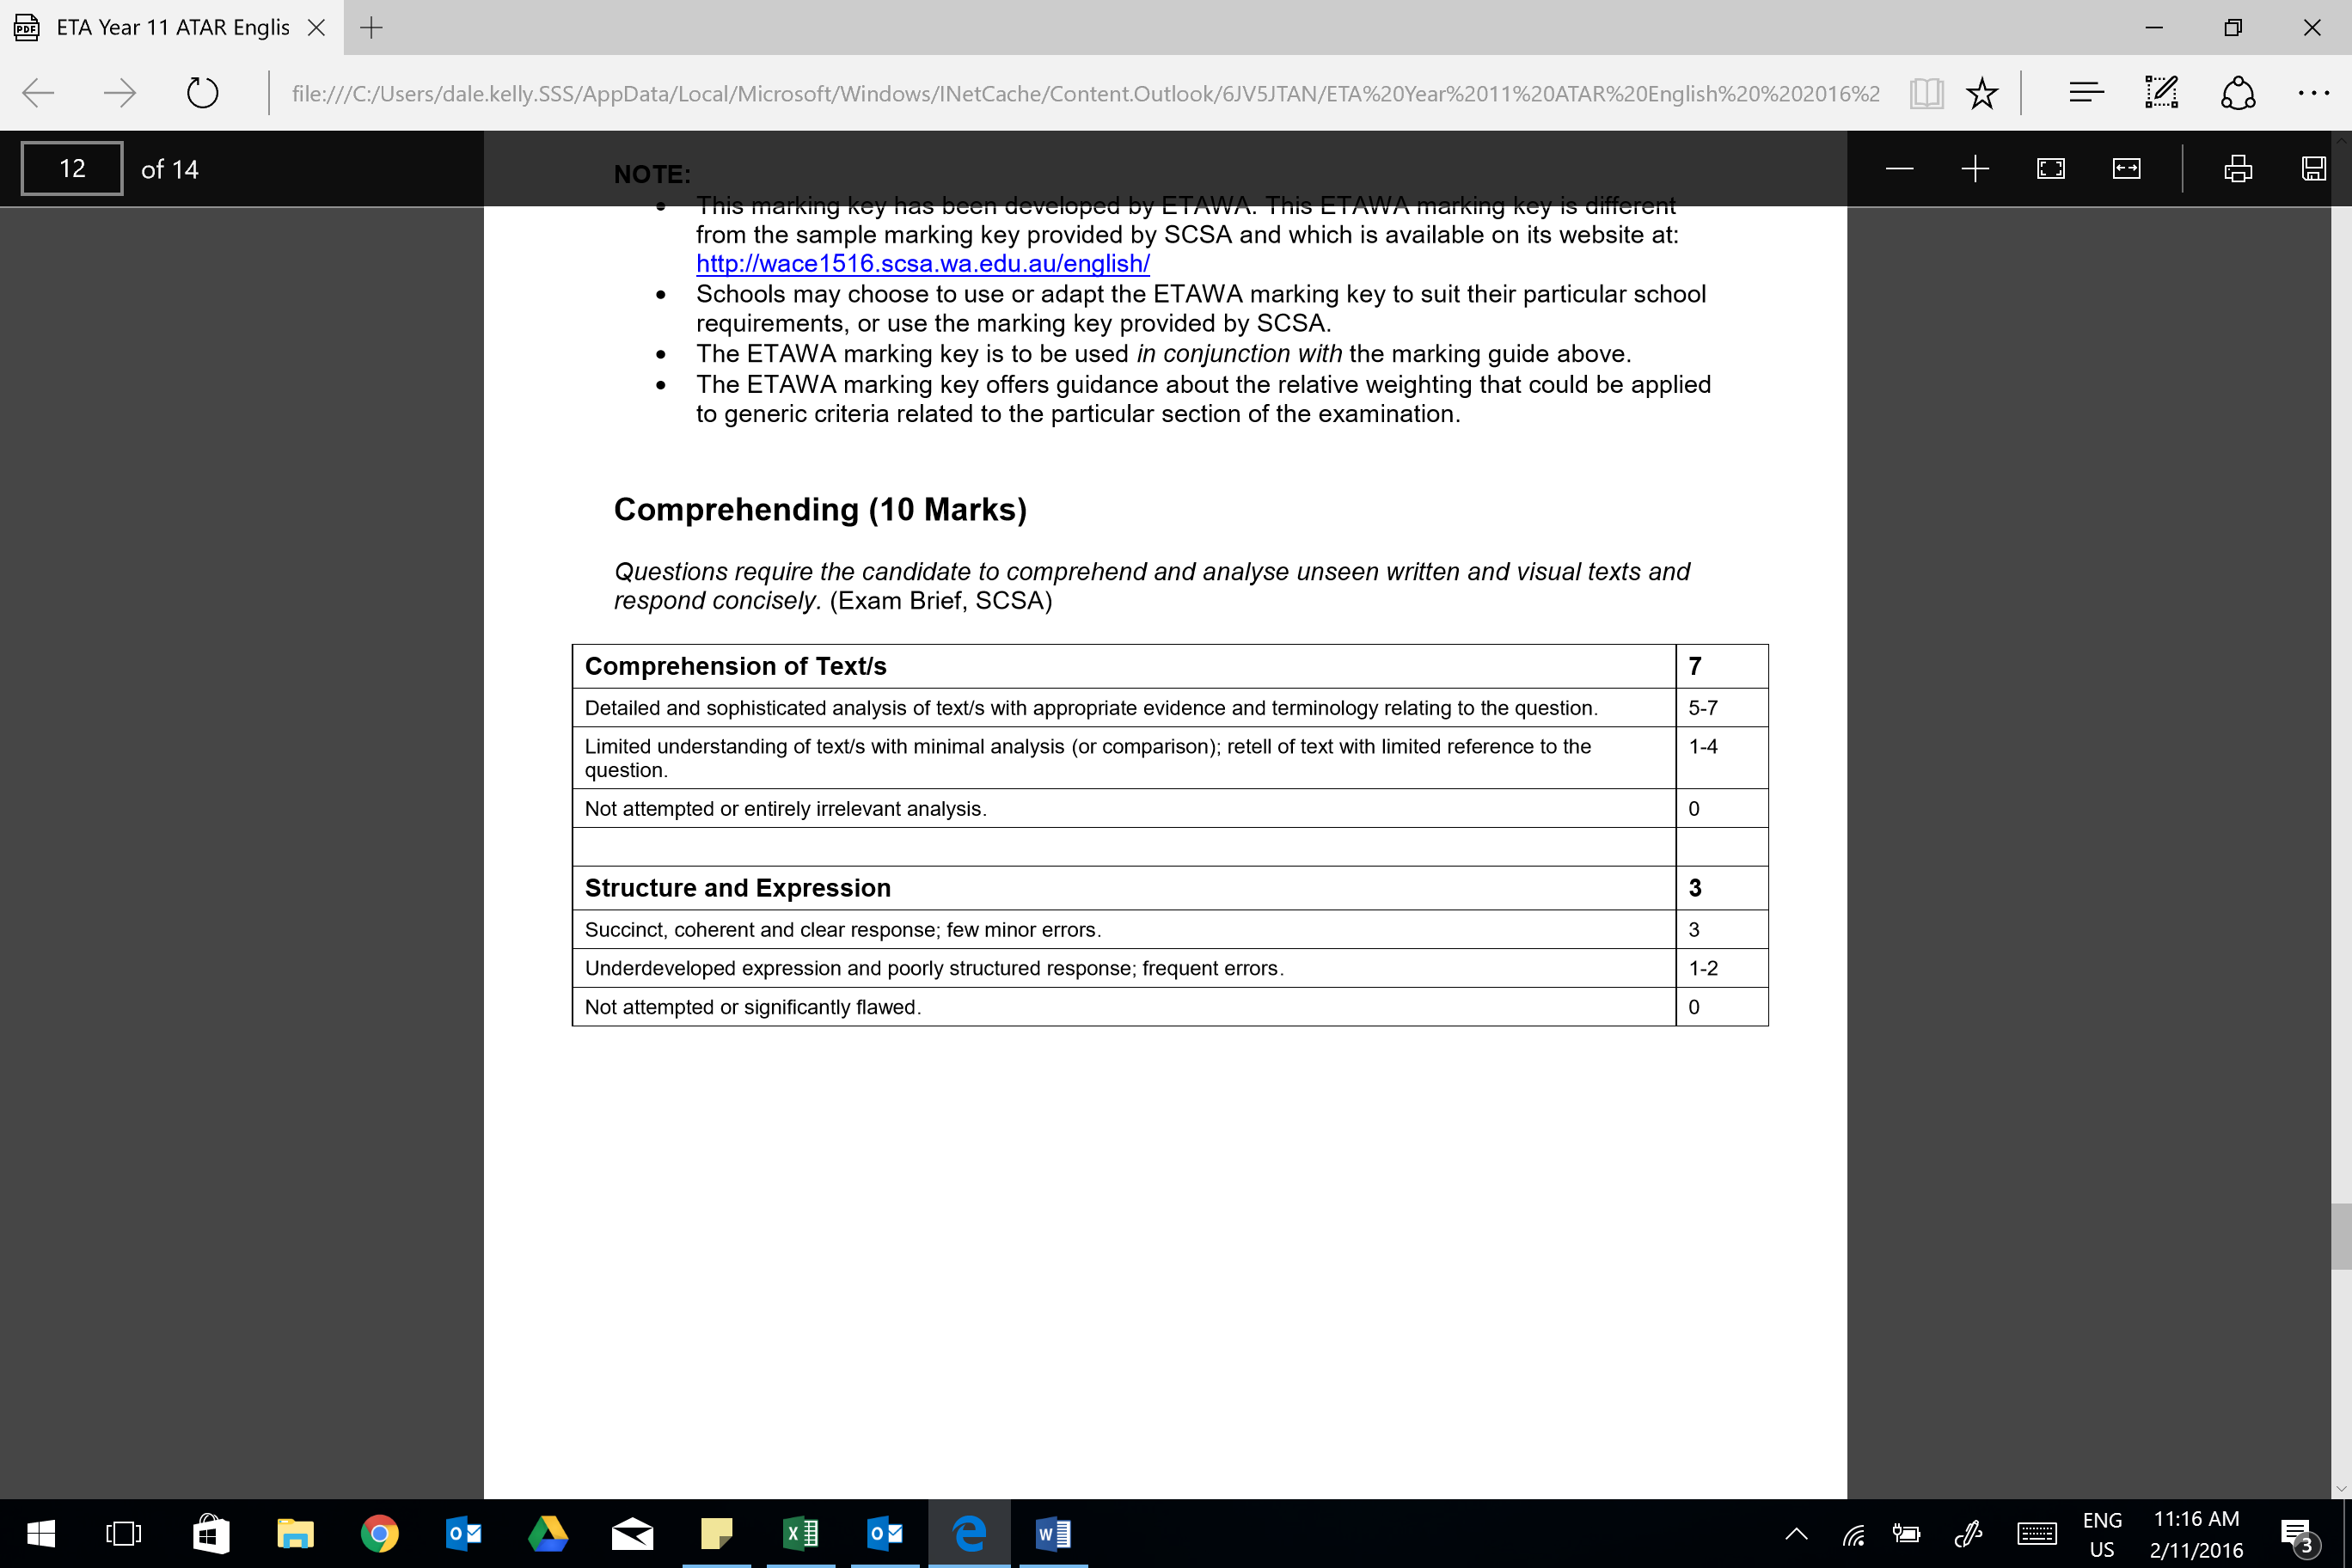 ETA Year 11 ATAR Englis
file:///C:/Users/dale.kelly.SSS/AppData/Local/Microsoft/Windows/INetCache/Content.Outlook/6JV5JTAN/ETA%20Year%2011%20ATAR%20English%20%202016%2
12 of 14
NOTE:
• This marking key has been developed by ETAWA. This ETAWA marking key is different
from the sample marking key provided by SCSA and which is available on its website at:
http://wace1516.scsa.wa.edu.au/english/
• Schools may choose to use or adapt the ETAWA marking key to suit their particular school
requirements, or use the marking key provided by SCSA.
• The ETAWA marking key is to be used in conjunction with the marking guide above.
• The ETAWA marking key offers guidance about the relative weighting that could be applied
to generic criteria related to the particular section of the examination.
Comprehending (10 Marks)
Questions require the candidate to comprehend and analyse unseen written and visual texts and
respond concisely. (Exam Brief, SCSA)
Comprehension of Text/s 7
Detailed and sophisticated analysis of text/s with appropriate evidence and terminology relating to the question. 5-7
Limited understanding of text/s with minimal analysis (or comparison); retell of text with limited reference to the 1-4
question.
Not attempted or entirely irrelevant analysis. 0
Structure and Expression 3
Succinct, coherent and clear response; few minor errors. 3
Underdeveloped expression and poorly structured response; frequent errors. 1-2
Not attempted or significantly flawed. 0
ENG 11:16 AM
US 2/11/2016 3